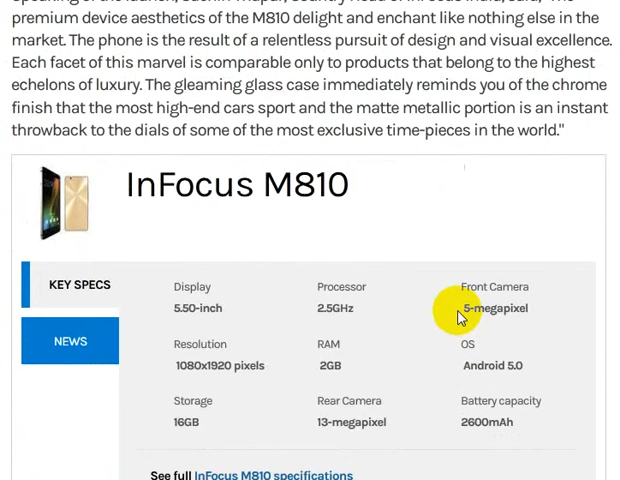 premium device aesthetics of the M810 delight and enchant like nothing else in the
market. The phone is the result of a relentless pursuit of design and visual excellence.
Each facet of this marvel is comparable only to products that belong to the highest
echelons of luxury. The gleaming glass case immediately reminds you of the chrome
finish that the most high-end cars sport and the matte metallic portion is an instant
throwback to the dials of some of the most exclusive time-pieces in the world."
InFocus M810
KEY SPECS
NEWS
Display Processor Front Camera
5.50-inch 2.5GHz 5-megapixel
Resolution RAM OS
1080x1920 pixels 2GB Android 5.0
Storage Rear Camera Battery capacity
16GB 13-megapixel 2600mAh
See full InFocus M810 specifications